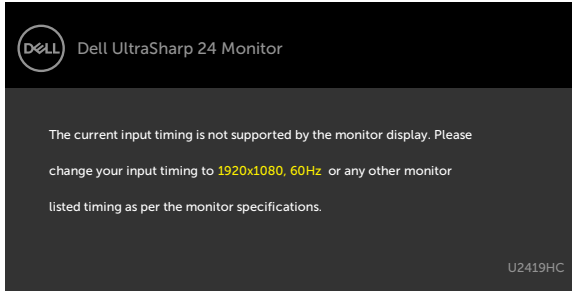 DELL
Dell UltraSharp 24 Monitor
The current input timing is not supported by the monitor display. Please
change your input timing to 1920x1080, 60Hz or any other monitor
listed timing as per the monitor specifications.
U2419HC